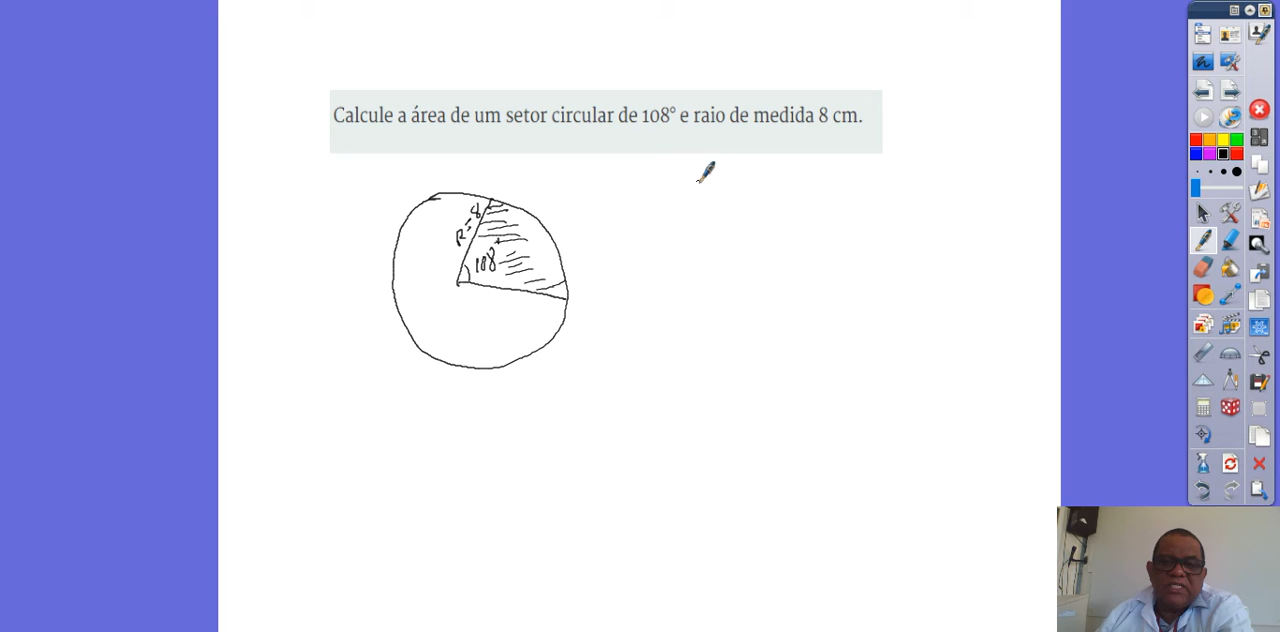 Calcule a área de um setor circular de 108° e raio de medida 8 cm.
R = 8
108°